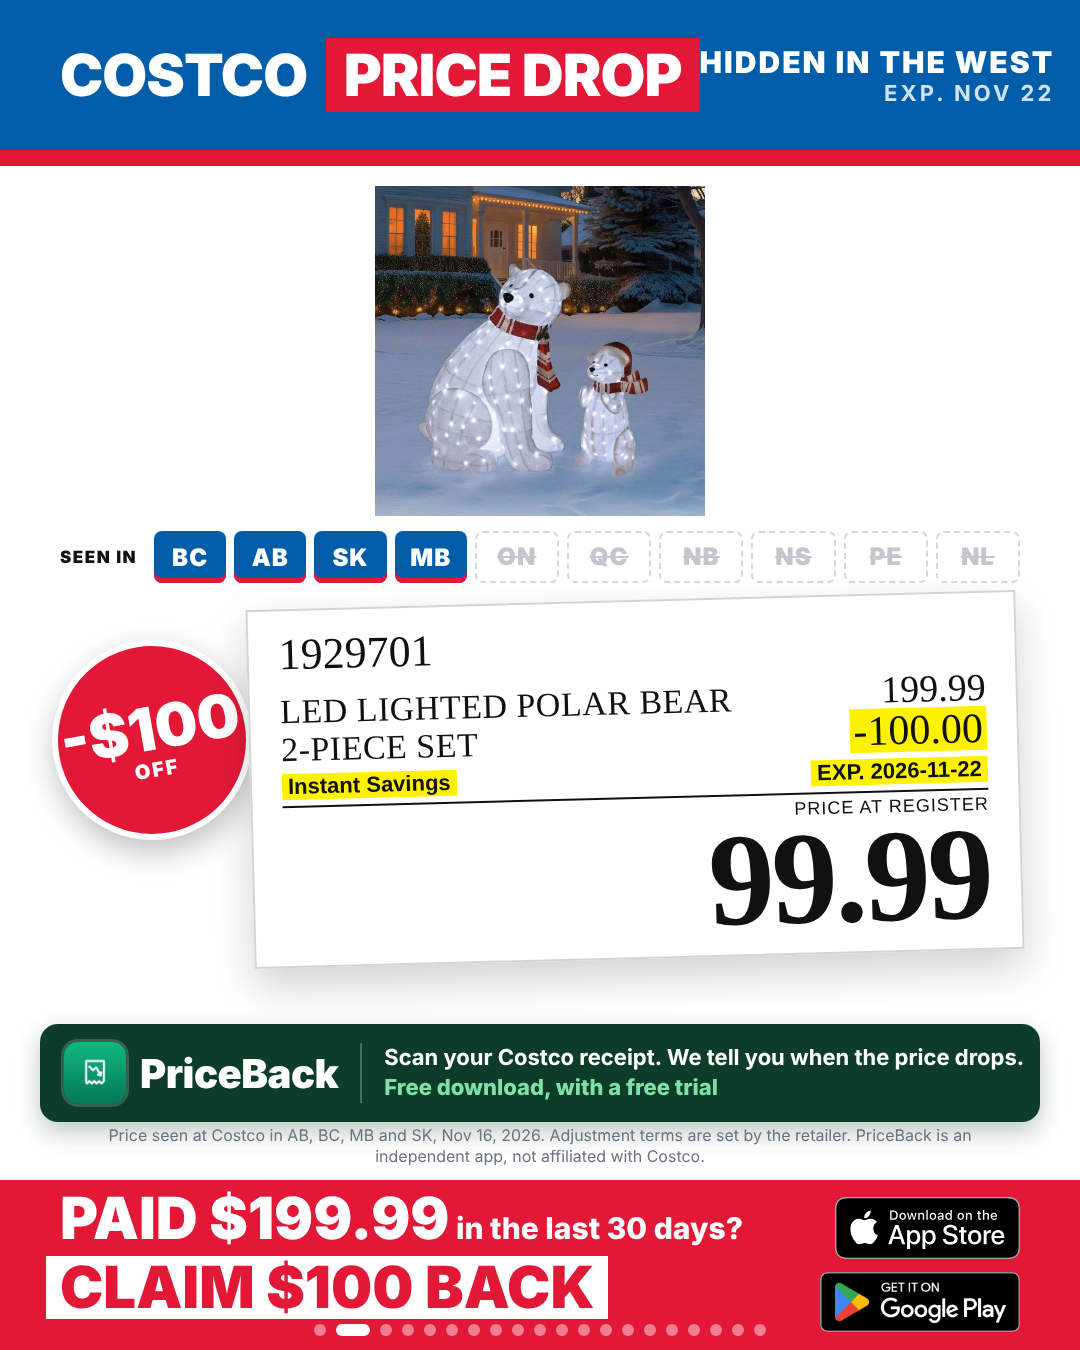 COSTCO PRICE DROP
HIDDEN IN THE WEST
EXP. NOV 22
SEEN IN BC AB SK MB ON QC NB NS PE NL
-$100
OFF
1929701
LED LIGHTED POLAR BEAR
2-PIECE SET
Instant Savings
199.99
-100.00
EXP. 2026-11-22
PRICE AT REGISTER
99.99
PriceBack
Scan your Costco receipt. We tell you when the price drops.
Free download, with a free trial
Price seen at Costco in AB, BC, MB and SK, Nov 16, 2026. Adjustment terms are set by the retailer. PriceBack is an
independent app, not affiliated with Costco.
PAID $199.99 in the last 30 days?
CLAIM $100 BACK
Download on the
App Store
GET IT ON
Google Play